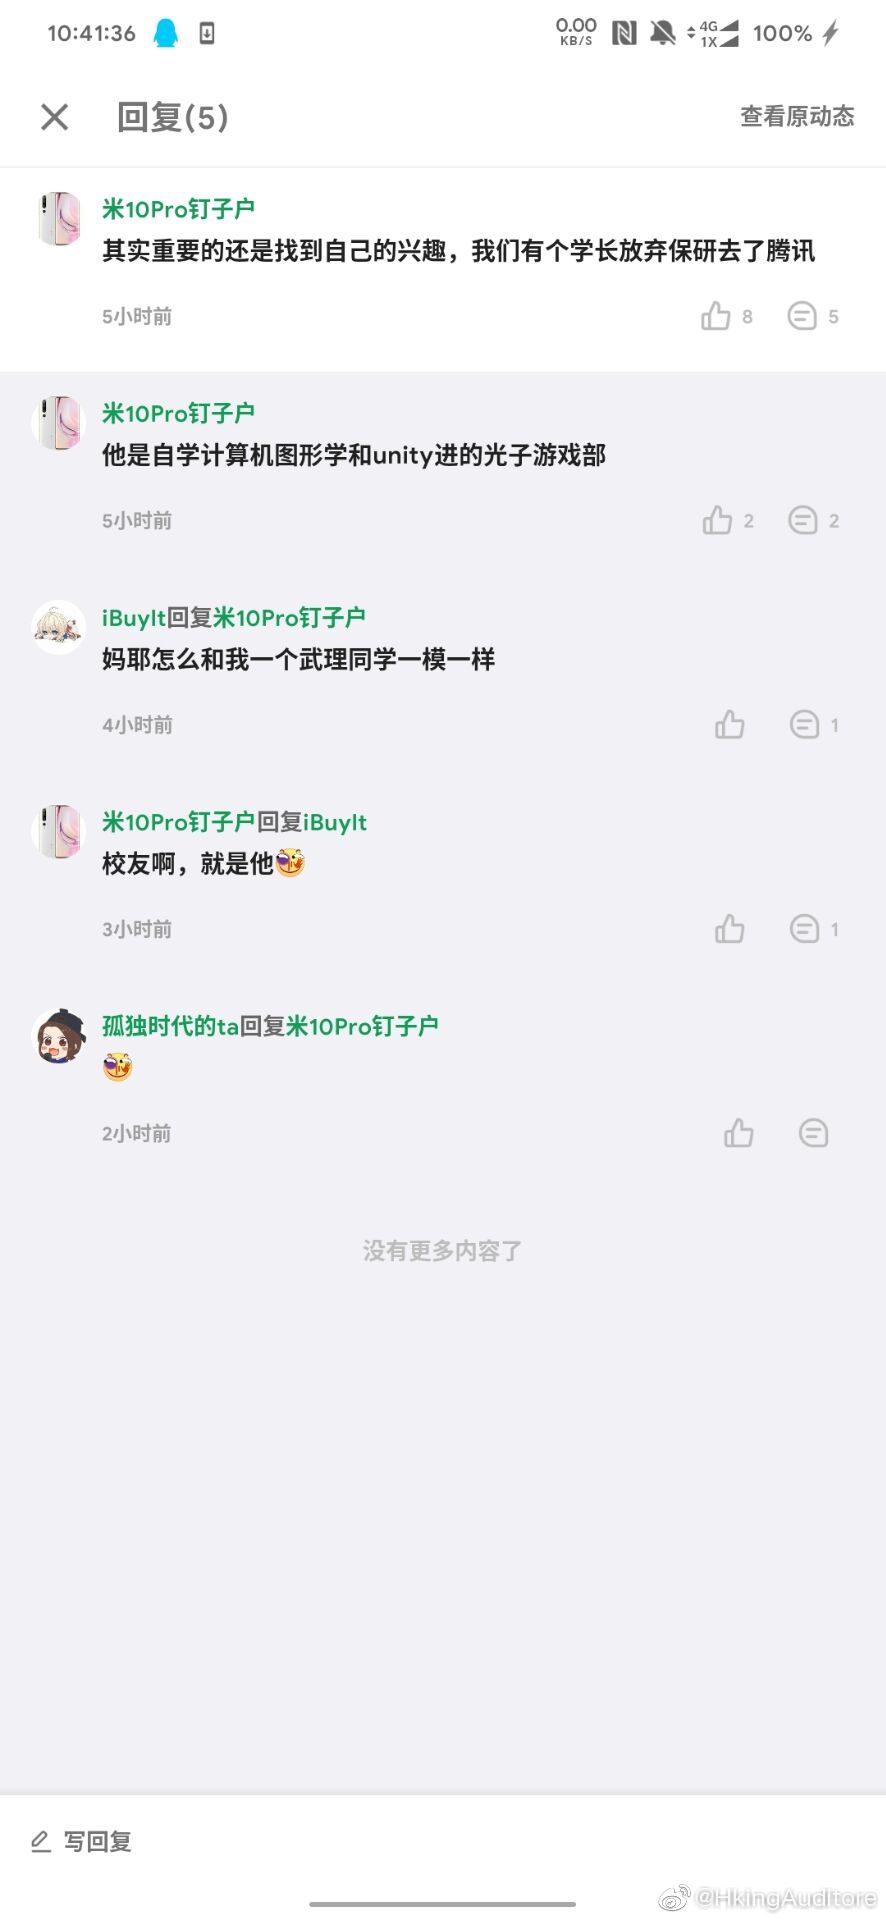 10:41:36
0.00 KB/S
4G
1X
100%
回复(5)
查看原动态
米10Pro钉子户
其实重要的还是找到自己的兴趣，我们有个学长放弃保研去了腾讯
5小时前
8
5
米10Pro钉子户
他是自学计算机图形学和unity进的光子游戏部
5小时前
2
2
iBuyIt回复米10Pro钉子户
妈耶怎么和我一个武理同学一模一样
4小时前
1
米10Pro钉子户回复iBuyIt
校友啊，就是他
3小时前
1
孤独时代的ta回复米10Pro钉子户
2小时前
没有更多内容了
写回复
@HkingAuditore